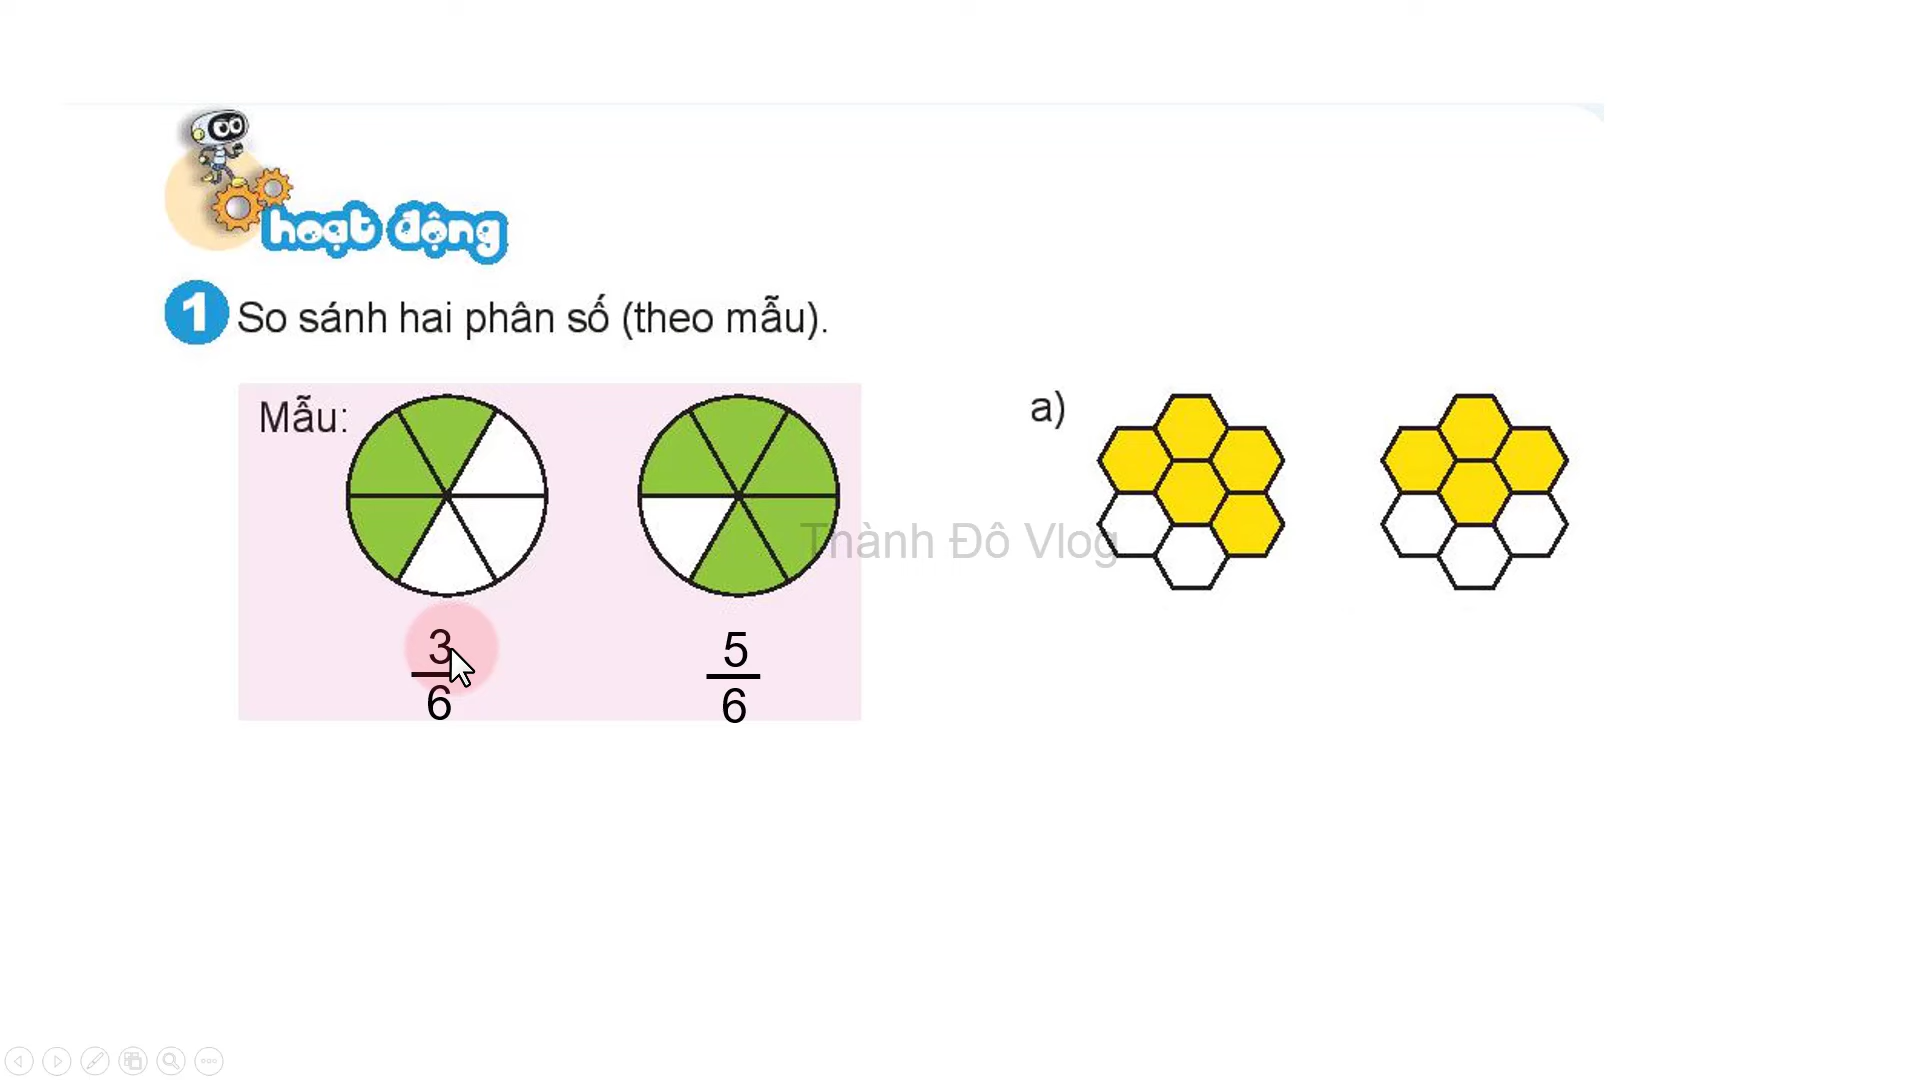 hoạt động
1 So sánh hai phân số (theo mẫu).
Mẫu:
a)
Thành Đô Vlog
3
6
5
6